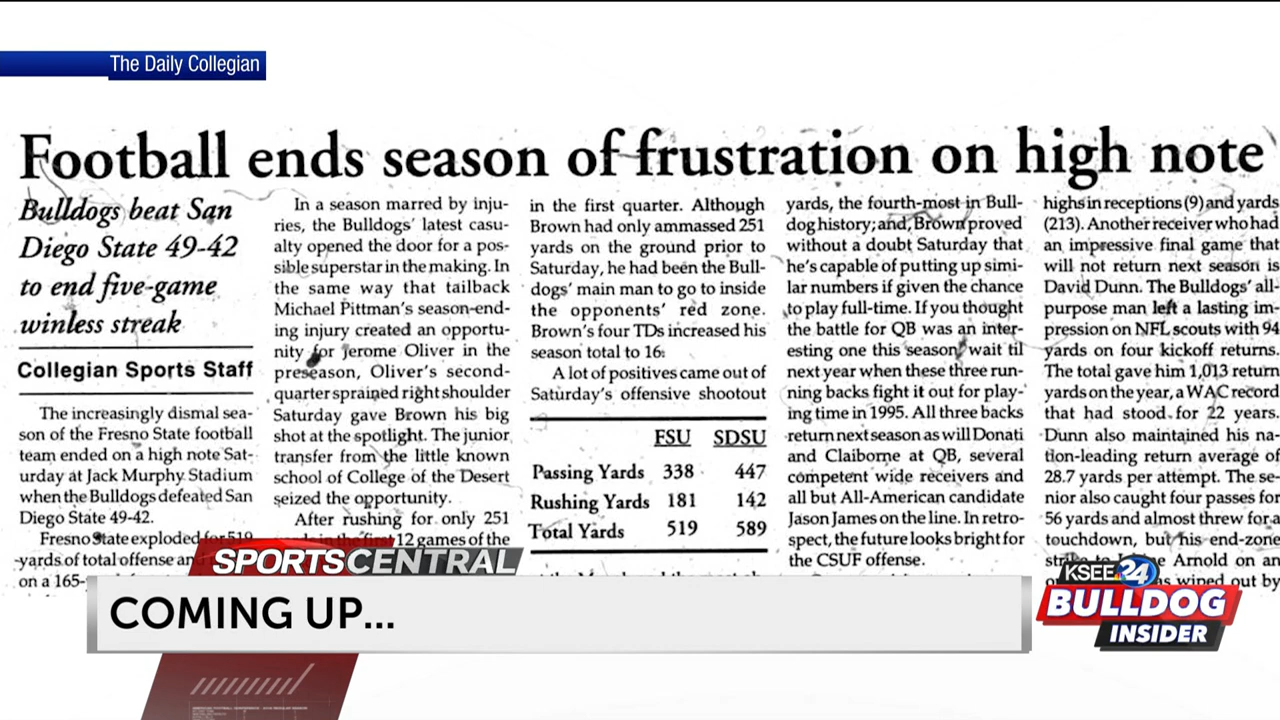 The Daily Collegian
Football ends season of frustration on high note
Bulldogs beat San
Diego State 49-42
to end five-game
winless streak
Collegian Sports Staff
The increasingly dismal sea-
son of the Fresno State football
team ended on a high note Sat-
urday at Jack Murphy Stadium
when the Bulldogs defeated San
Diego State 49-42.
Fresno State exploded for 519
yards of total offense an
on a 165-
In a season marred by inju-
ries, the Bulldogs' latest casu-
alty opened the door for a pos-
sible superstar in the making. In
the same way that tailback
Michael Pittman's season-end-
ing injury created an opportu-
nity for Jerome Oliver in the
preseason, Oliver's second-
quarter sprained right shoulder
Saturday gave Brown his big
shot at the spotlight. The junior
transfer from the little known
school of College of the Desert
seized the opportunity.
After rushing for only 251
12 games of the
in the first quarter. Although
Brown had only ammassed 251
yards on the ground prior to
Saturday, he had been the Bull-
dogs' main man to go to inside
the opponents' red zone.
Brown's four TDs increased his
season total to 16.
A lot of positives came out of
Saturday's offensive shootout
FSU SDSU
Passing Yards 338 447
Rushing Yards 181 142
Total Yards 519 589
yards, the fourth-most in Bull-
dog history; and, Brown proved
without a doubt Saturday that
he's capable of putting up simi-
lar numbers if given the chance
to play full-time. If you thought
the battle for QB was an inter-
esting one this season, wait til
next year when these three run-
ning backs fight it out for play-
ing time in 1995. All three backs
return next season as will Donati
and Claiborne at QB, several
competent wide receivers and
all but All-American candidate
Jason James on the line. In retro-
spect, the future looks bright for
the CSUF offense.
highs in receptions (9) and yards
(213). Another receiver who had
an impressive final game that
will not return next season is
David Dunn. The Bulldogs' all-
purpose man left a lasting im-
pression on NFL scouts with 94
yards on four kickoff returns.
The total gave him 1,013 return
yards on the year, a WAC record
that had stood for 22 years.
Dunn also maintained his na-
tion-leading return average of
28.7 yards per attempt. The se-
nior also caught four passes for
56 yards and almost threw for a
touchdown, but his end-zone
Arnold on an
as wiped out by
SPORTSCENTRAL
COMING UP...
KSEE 24
BULLDOG
INSIDER